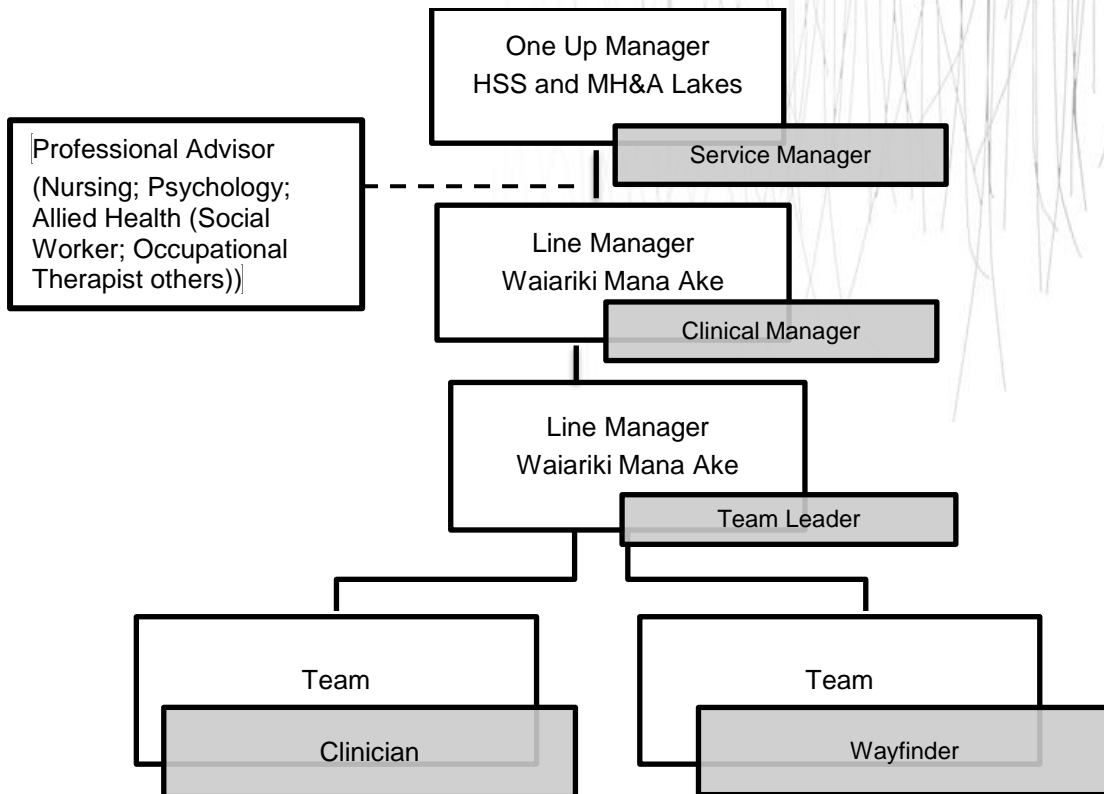 One Up Manager
HSS and MH&A Lakes
Service Manager
Professional Advisor
(Nursing; Psychology;
Allied Health (Social
Worker; Occupational
Therapist others))
Line Manager
Waiariki Mana Ake
Clinical Manager
Line Manager
Waiariki Mana Ake
Team Leader
Team
Clinician
Team
Wayfinder